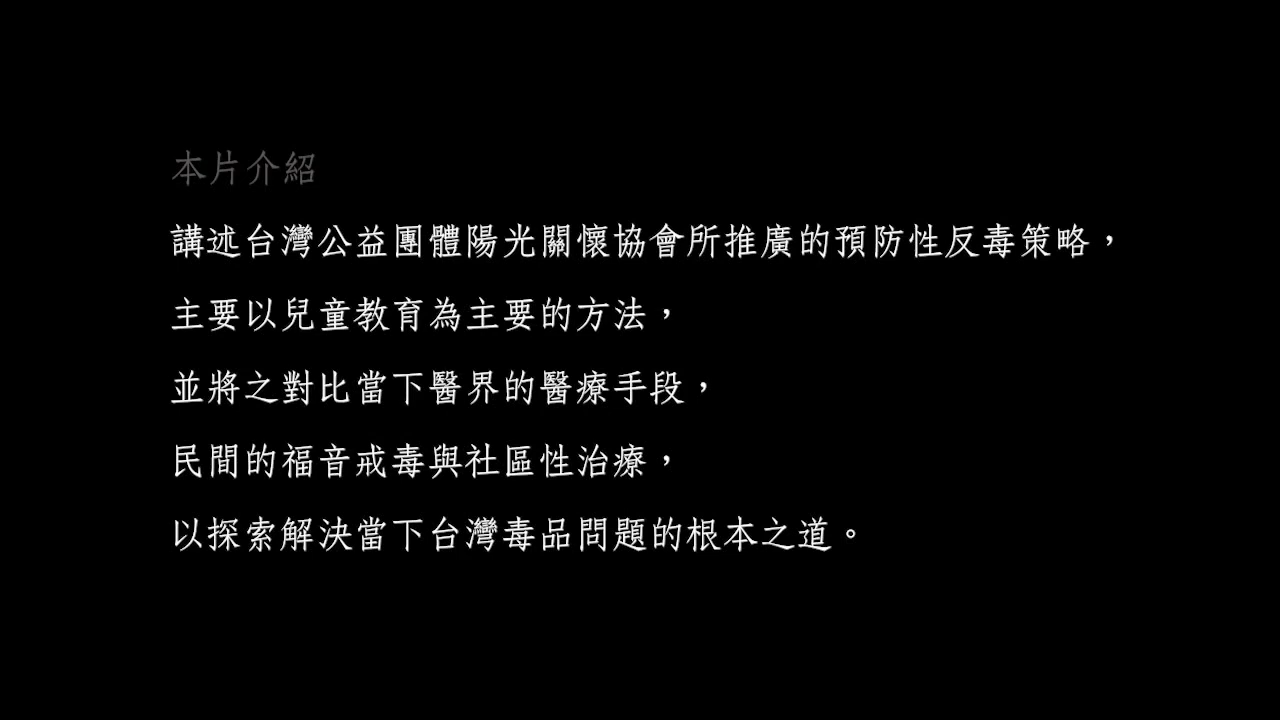 本片介紹
講述台灣公益團體陽光關懷協會所推廣的預防性反毒策略，
主要以兒童教育為主要的方法，
並將之對比當下醫界的醫療手段，
民間的福音戒毒與社區性治療，
以探索解決當下台灣毒品問題的根本之道。